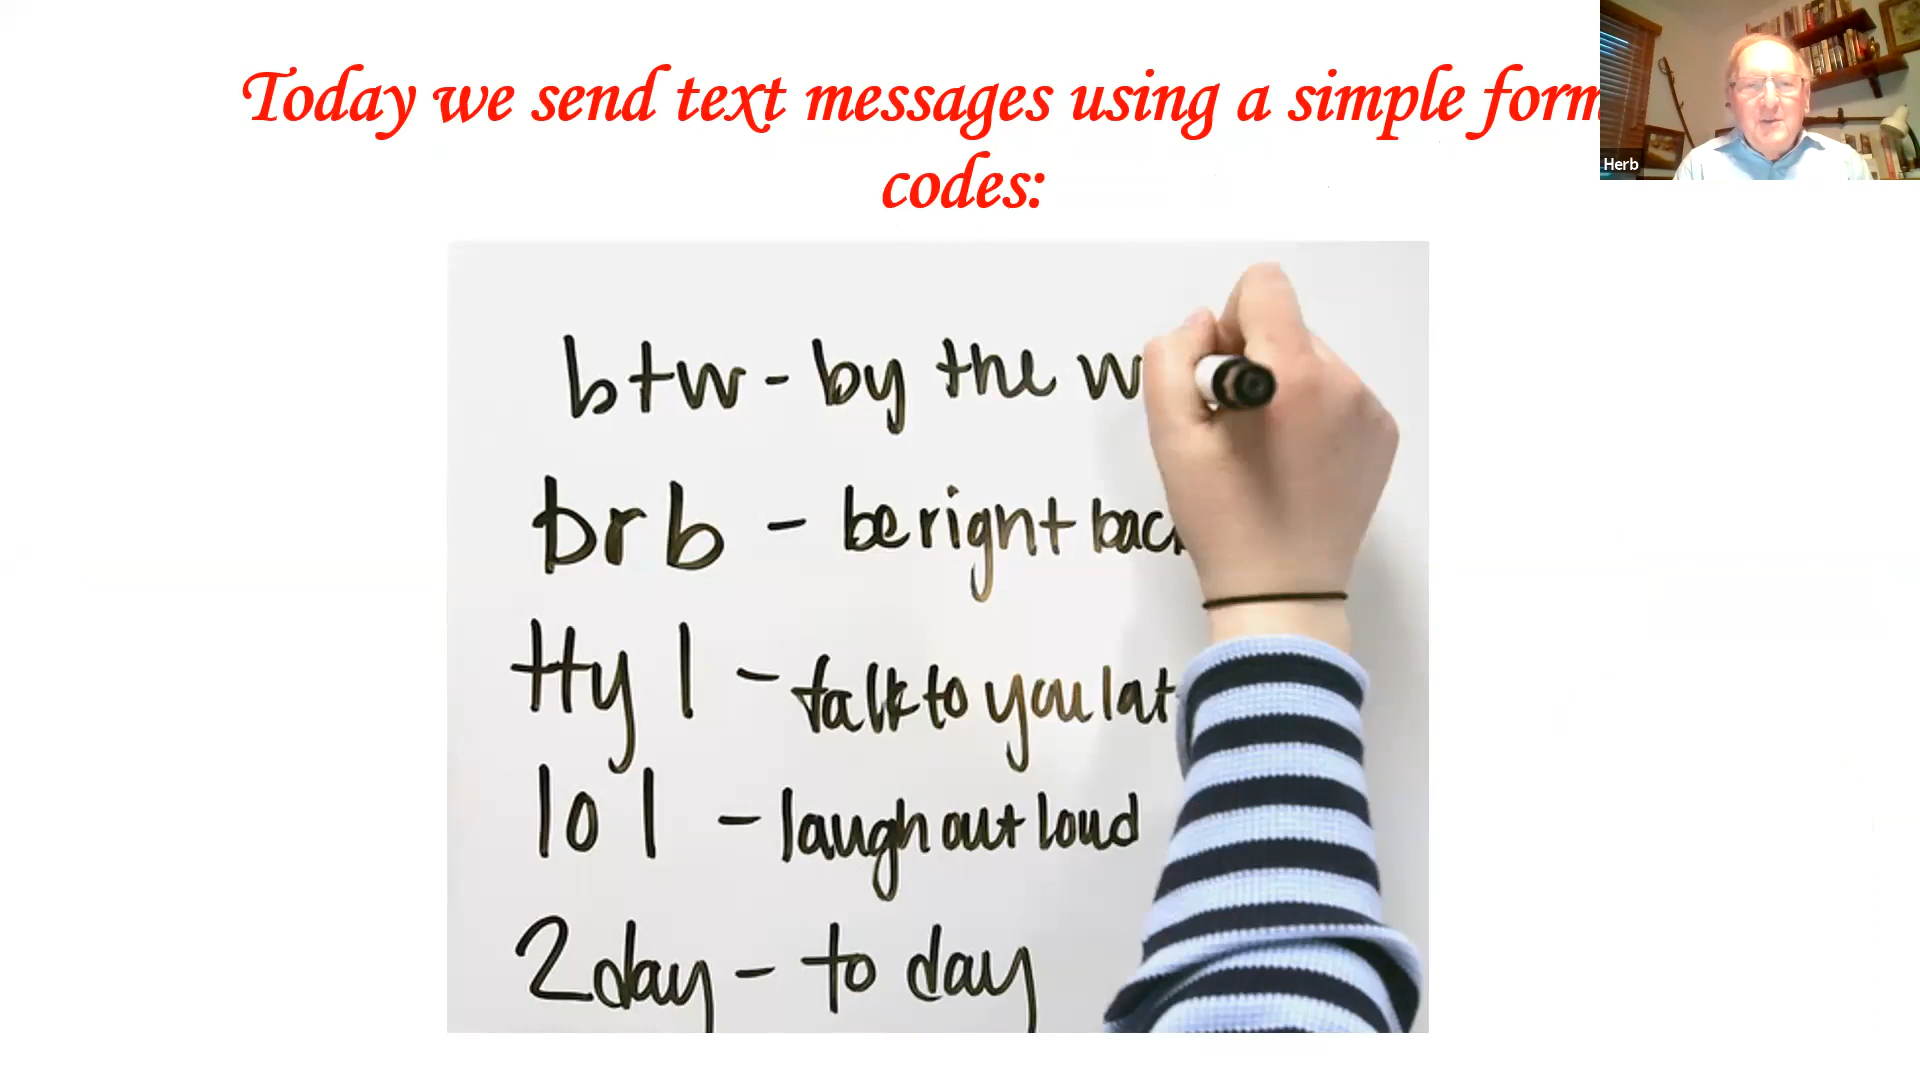 Today we send text messages using a simple form
codes:
Herb
btw - by the w
brb - be right bac
ttyl - talk to you lat
lol - laugh out loud
2day - to day